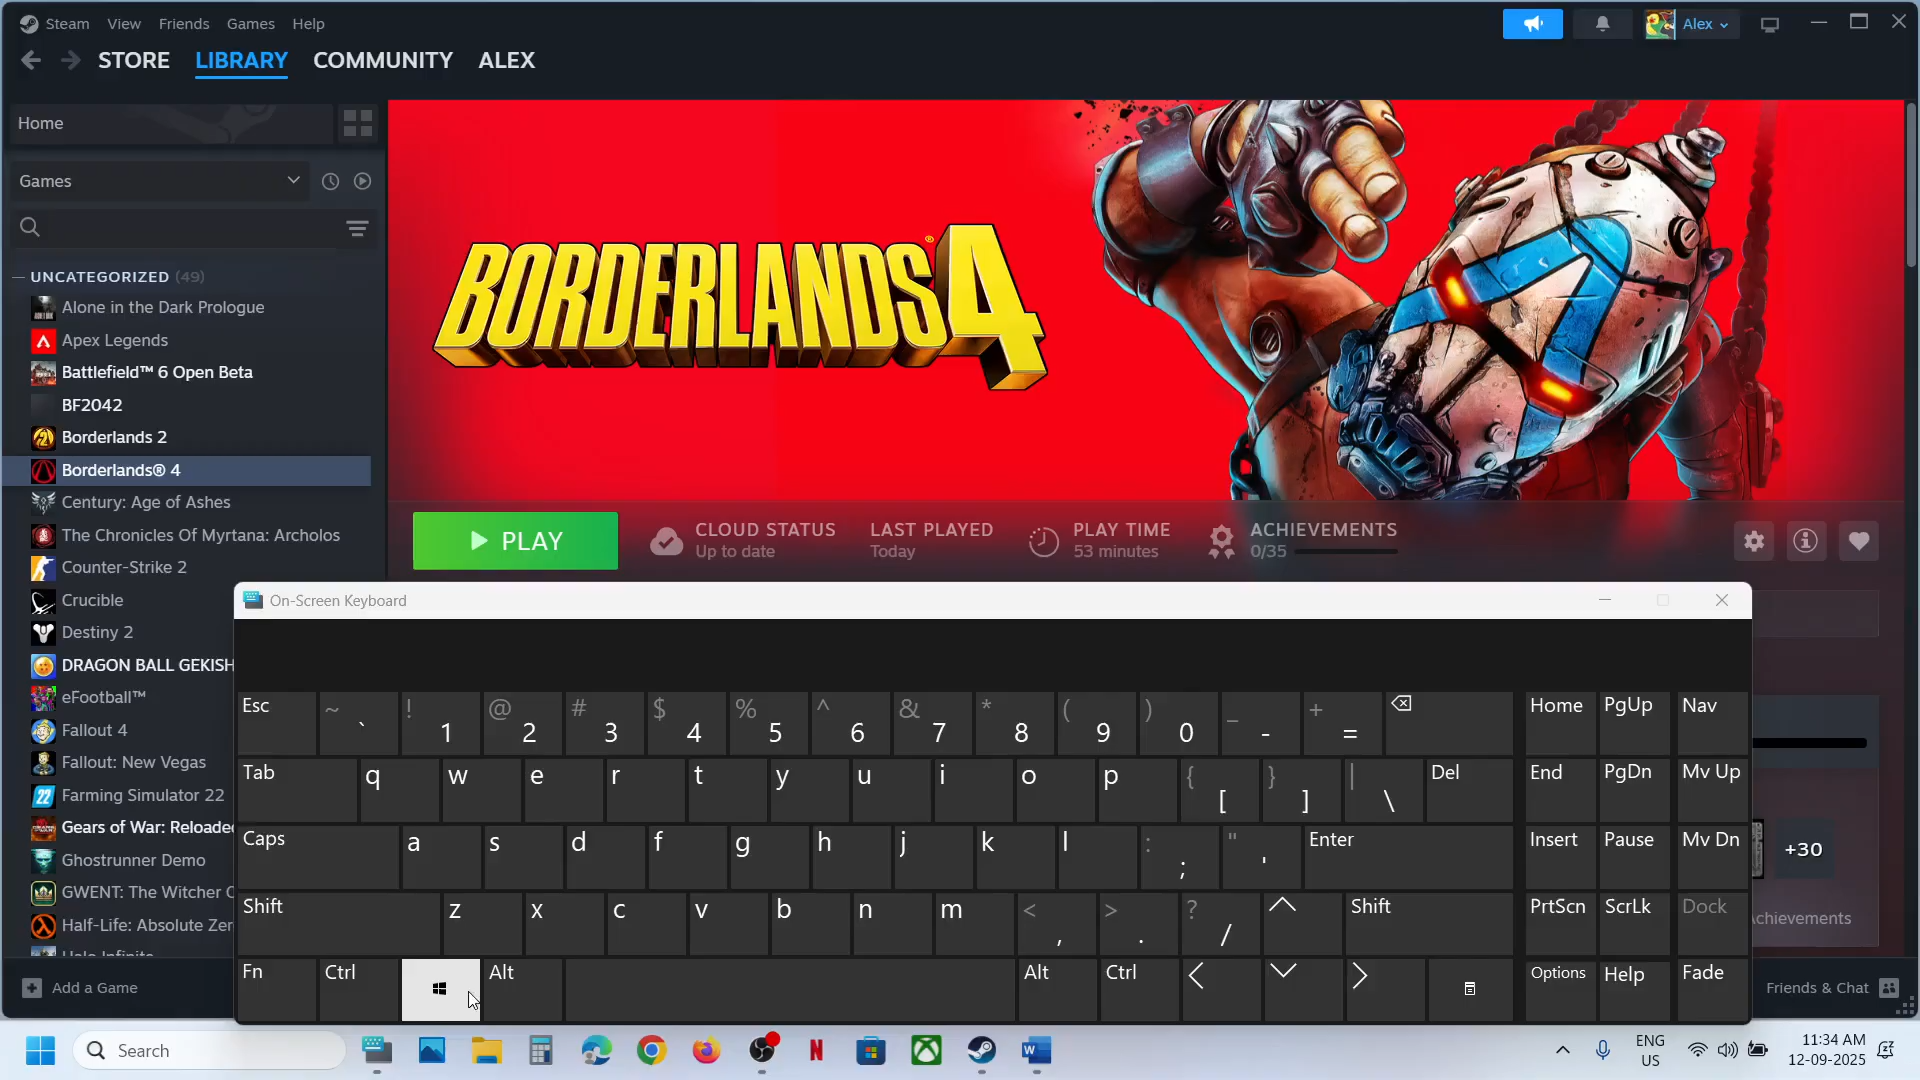 Steam View Friends Games Help
Alex
STORE LIBRARY COMMUNITY ALEX
Home
Games
UNCATEGORIZED (49)
Alone in the Dark Prologue
Apex Legends
Battlefield™ 6 Open Beta
BF2042
Borderlands 2
Borderlands® 4
Century: Age of Ashes
The Chronicles Of Myrtana: Archolos
Counter-Strike 2
Crucible
Destiny 2
DRAGON BALL GEKISH
eFootball™
Fallout 4
Fallout: New Vegas
Farming Simulator 22
Gears of War: Reloaded
Ghostrunner Demo
GWENT: The Witcher C
Half-Life: Absolute Zer
Halo Infinite
Add a Game
BORDERLANDS® 4
PLAY
CLOUD STATUS
Up to date
LAST PLAYED
Today
PLAY TIME
53 minutes
ACHIEVEMENTS
0/35
+30
Achievements
Friends & Chat
On-Screen Keyboard
Esc ~ ` ! 1 @ 2 # 3 $ 4 % 5 ^ 6 & 7 * 8 ( 9 ) 0 _ - + = Home PgUp Nav
Tab q w e r t y u i o p { [ } ] | \ Del End PgDn Mv Up
Caps a s d f g h j k l : ; " ' Enter Insert Pause Mv Dn
Shift z x c v b n m < , > . ? / Shift PrtScn ScrLk Dock
Fn Ctrl Alt Alt Ctrl Options Help Fade
Search
ENG
US
11:34 AM
12-09-2025